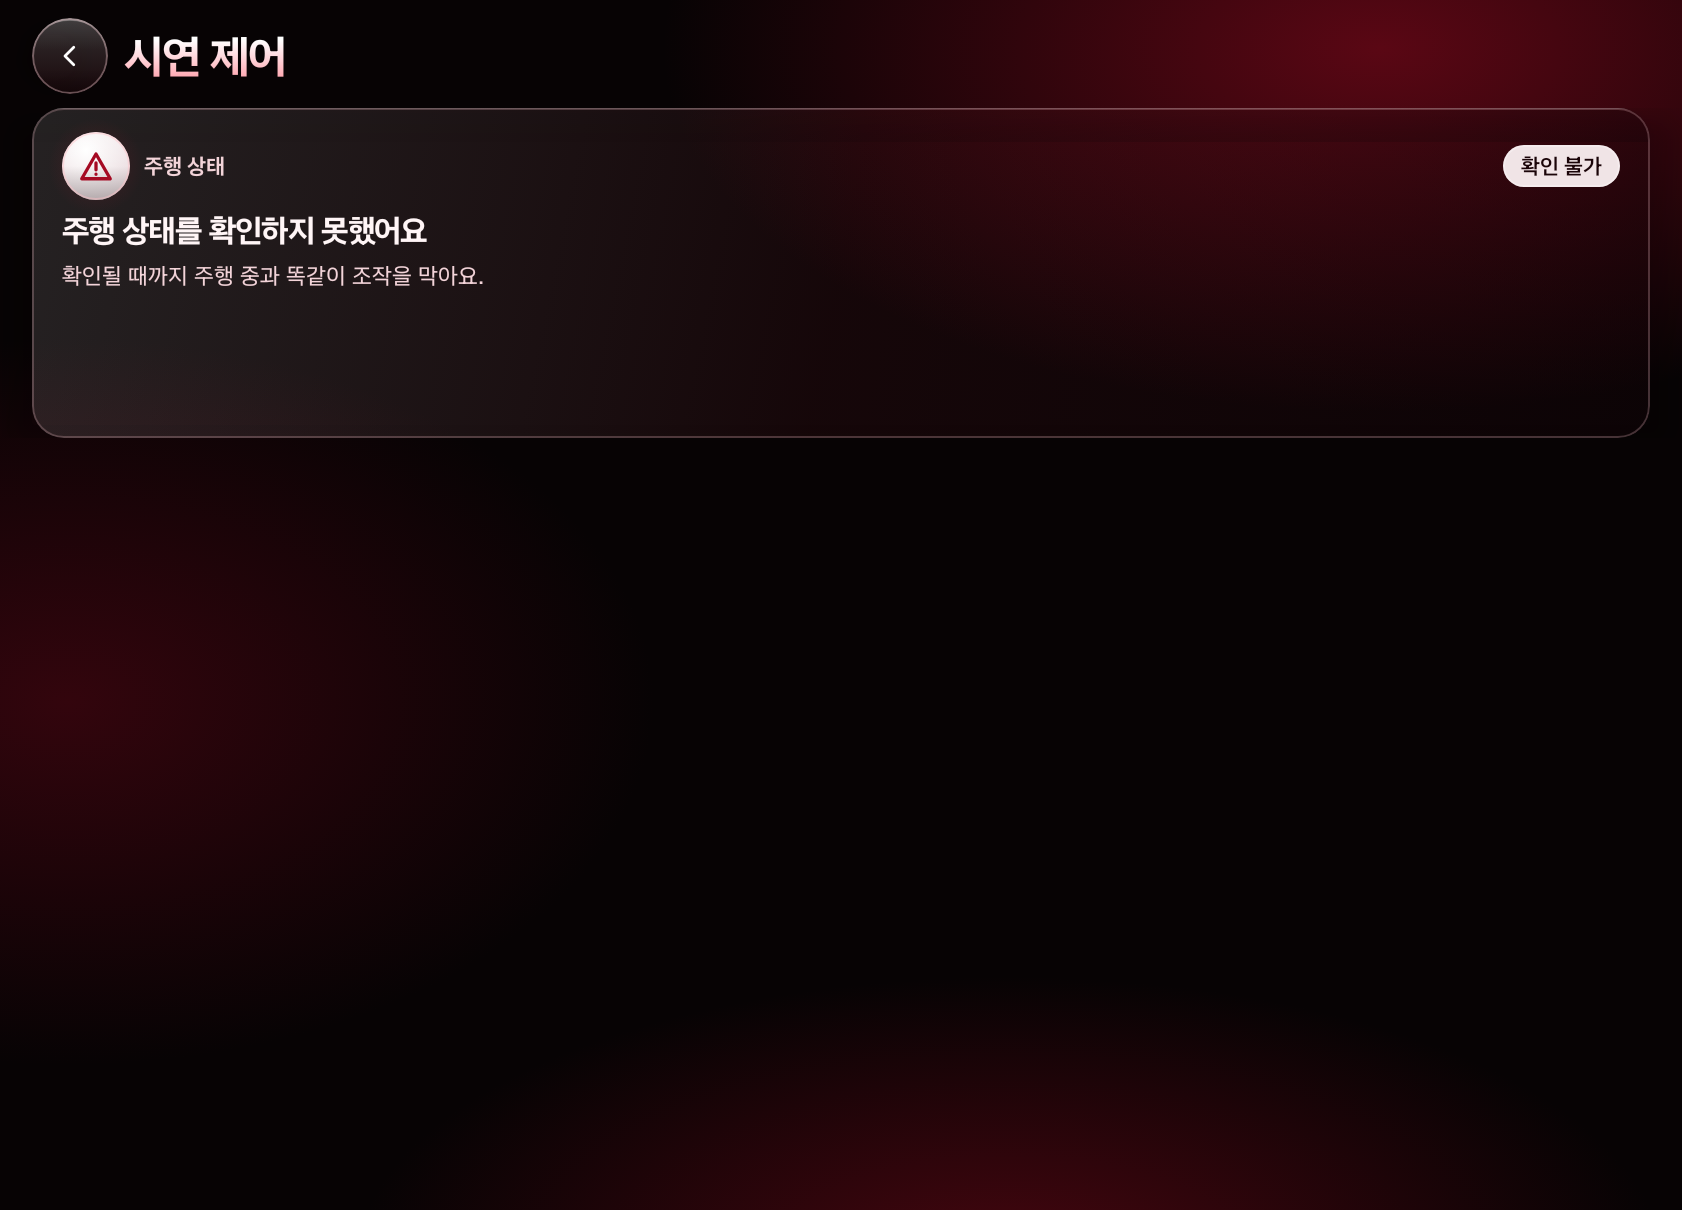 시연 제어
주행 상태
확인 불가
주행 상태를 확인하지 못했어요
확인될 때까지 주행 중과 똑같이 조작을 막아요.